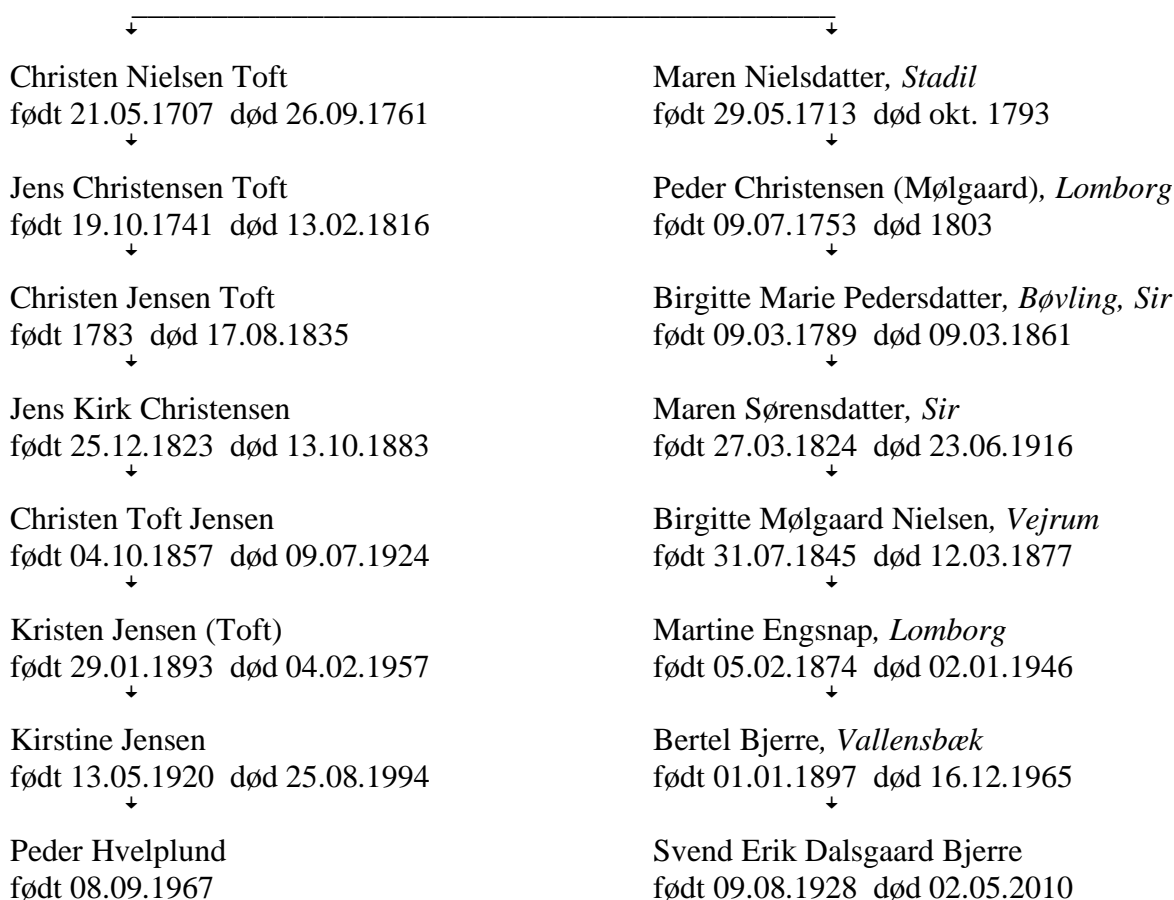 Christen Nielsen Toft
født 21.05.1707 død 26.09.1761
Jens Christensen Toft
født 19.10.1741 død 13.02.1816
Christen Jensen Toft
født 1783 død 17.08.1835
Jens Kirk Christensen
født 25.12.1823 død 13.10.1883
Christen Toft Jensen
født 04.10.1857 død 09.07.1924
Kristen Jensen (Toft)
født 29.01.1893 død 04.02.1957
Kirstine Jensen
født 13.05.1920 død 25.08.1994
Peder Hvelplund
født 08.09.1967
Maren Nielsdatter, Stadil
født 29.05.1713 død okt. 1793
Peder Christensen (Mølgaard), Lomborg
født 09.07.1753 død 1803
Birgitte Marie Pedersdatter, Bøvling, Sir
født 09.03.1789 død 09.03.1861
Maren Sørensdatter, Sir
født 27.03.1824 død 23.06.1916
Birgitte Mølgaard Nielsen, Vejrum
født 31.07.1845 død 12.03.1877
Martine Engsnap, Lomborg
født 05.02.1874 død 02.01.1946
Bertel Bjerre, Vallensbæk
født 01.01.1897 død 16.12.1965
Svend Erik Dalsgaard Bjerre
født 09.08.1928 død 02.05.2010